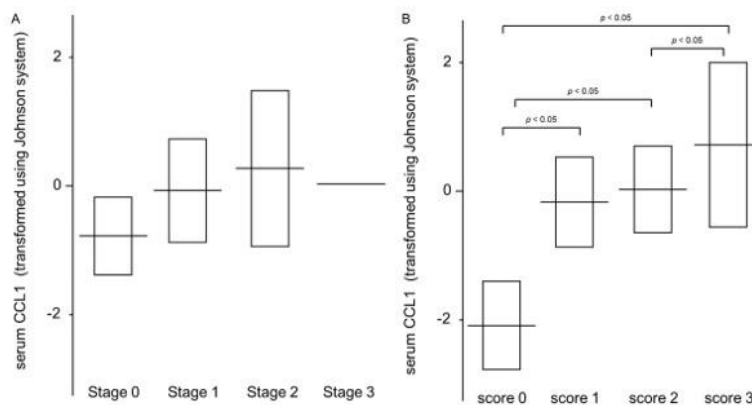 A
serum CCL1 (transformed using Johnson system)
2
0
-2
Stage 0 Stage 1 Stage 2 Stage 3
B
serum CCL1 (transformed using Johnson system)
2
0
-2
p < 0.05
p < 0.05
p < 0.05
p < 0.05
score 0 score 1 score 2 score 3